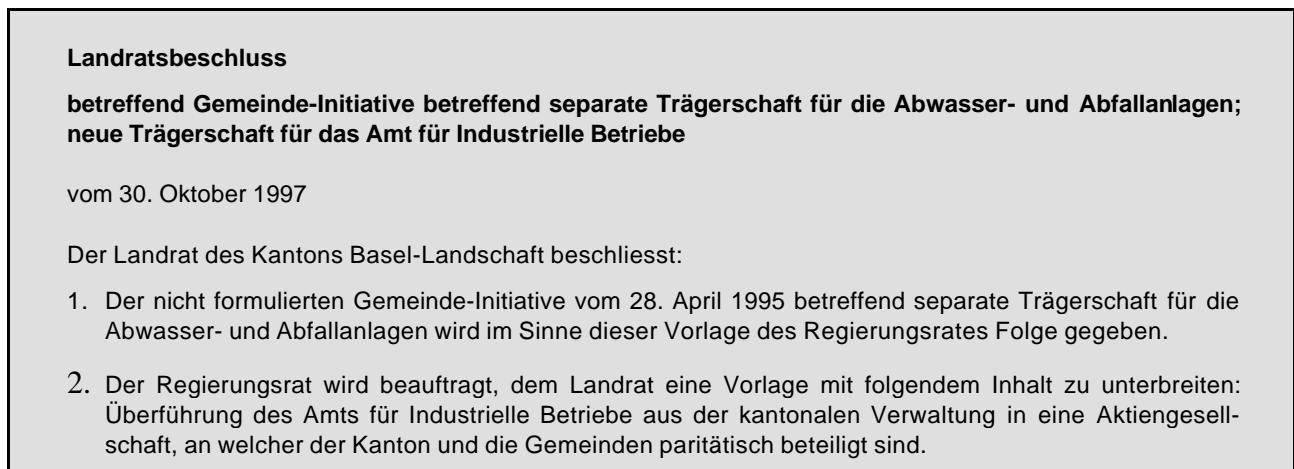 Landratsbeschluss
betreffend Gemeinde-Initiative betreffend separate Trägerschaft für die Abwasser- und Abfallanlagen;
neue Trägerschaft für das Amt für Industrielle Betriebe
vom 30. Oktober 1997
Der Landrat des Kantons Basel-Landschaft beschliesst:
1. Der nicht formulierten Gemeinde-Initiative vom 28. April 1995 betreffend separate Trägerschaft für die
Abwasser- und Abfallanlagen wird im Sinne dieser Vorlage des Regierungsrates Folge gegeben.
2. Der Regierungsrat wird beauftragt, dem Landrat eine Vorlage mit folgendem Inhalt zu unterbreiten:
Überführung des Amts für Industrielle Betriebe aus der kantonalen Verwaltung in eine Aktiengesell-
schaft, an welcher der Kanton und die Gemeinden paritätisch beteiligt sind.